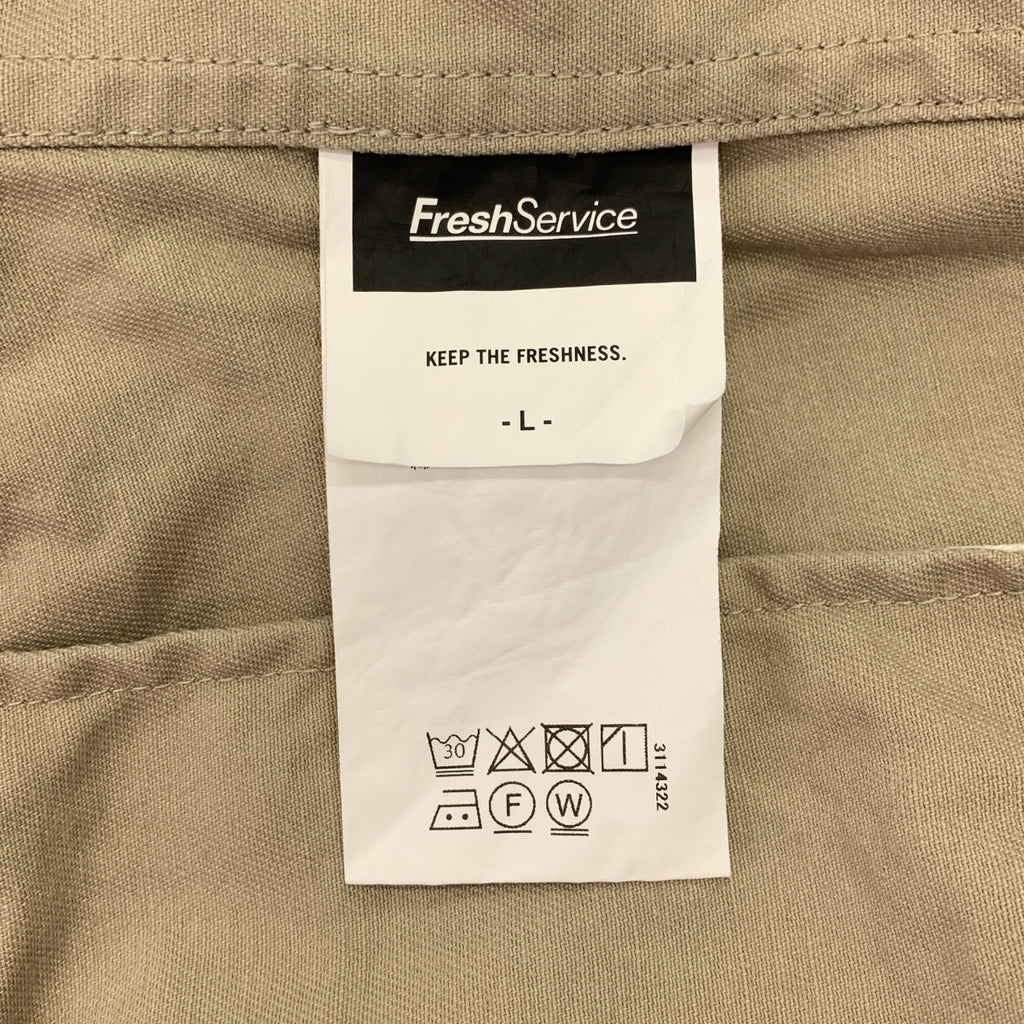 FreshService
KEEP THE FRESHNESS.
- L -
30
3114322
F W